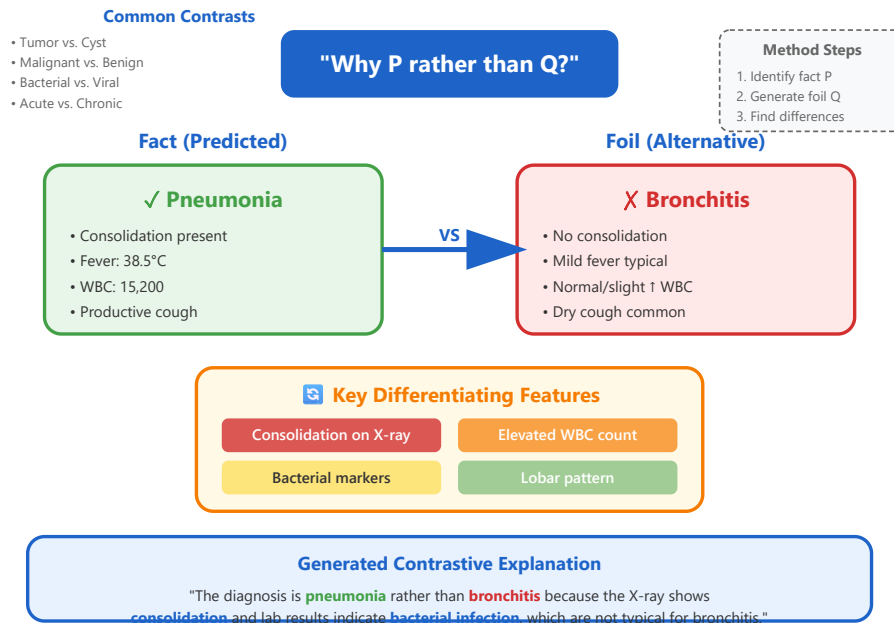 Common Contrasts
• Tumor vs. Cyst
• Malignant vs. Benign
• Bacterial vs. Viral
• Acute vs. Chronic
"Why P rather than Q?"
Method Steps
1. Identify fact P
2. Generate foil Q
3. Find differences
Fact (Predicted)
✓ Pneumonia
• Consolidation present
• Fever: 38.5°C
• WBC: 15,200
• Productive cough
VS
Foil (Alternative)
✗ Bronchitis
• No consolidation
• Mild fever typical
• Normal/slight ↑ WBC
• Dry cough common
🔄 Key Differentiating Features
Consolidation on X-ray
Elevated WBC count
Bacterial markers
Lobar pattern
Generated Contrastive Explanation
"The diagnosis is pneumonia rather than bronchitis because the X-ray shows
consolidation and lab results indicate bacterial infection, which are not typical for bronchitis."